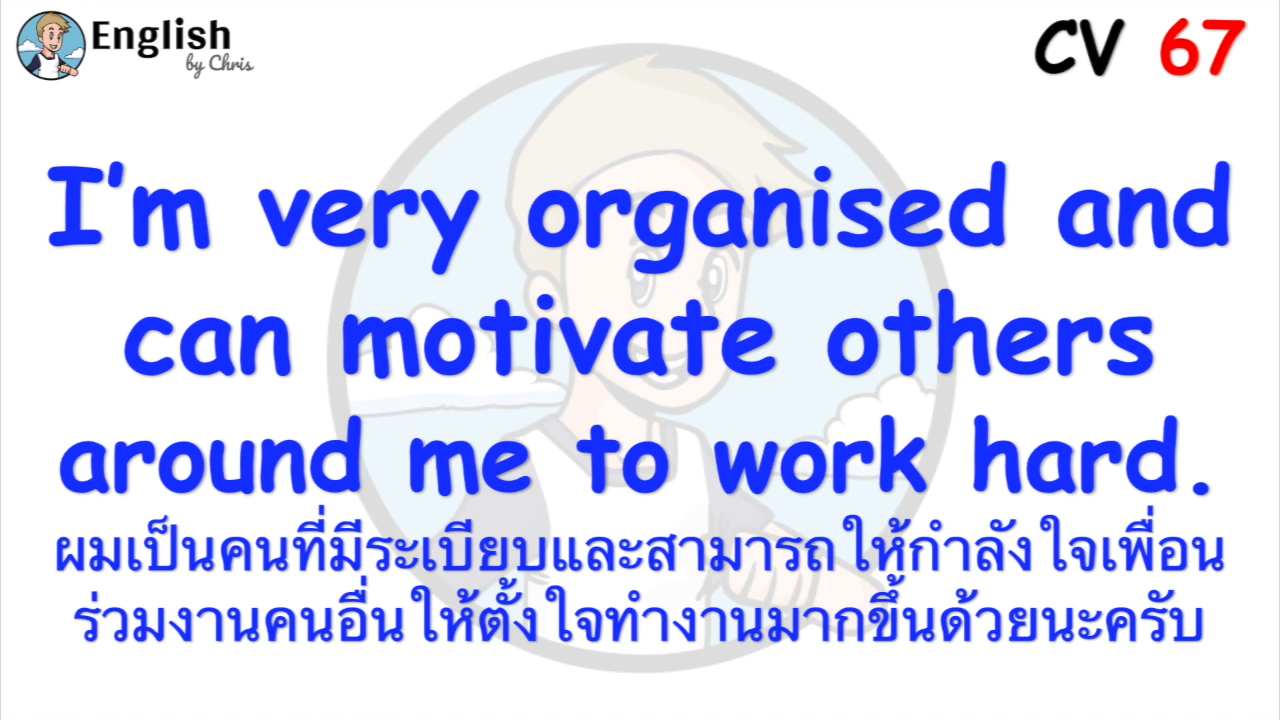 English
by Chris
CV 67
I'm very organised and
can motivate others
around me to work hard.
ผมเป็นคนที่มีระเบียบและสามารถให้กำลังใจเพื่อน
ร่วมงานคนอื่นให้ตั้งใจทำงานมากขึ้นด้วยนะครับ